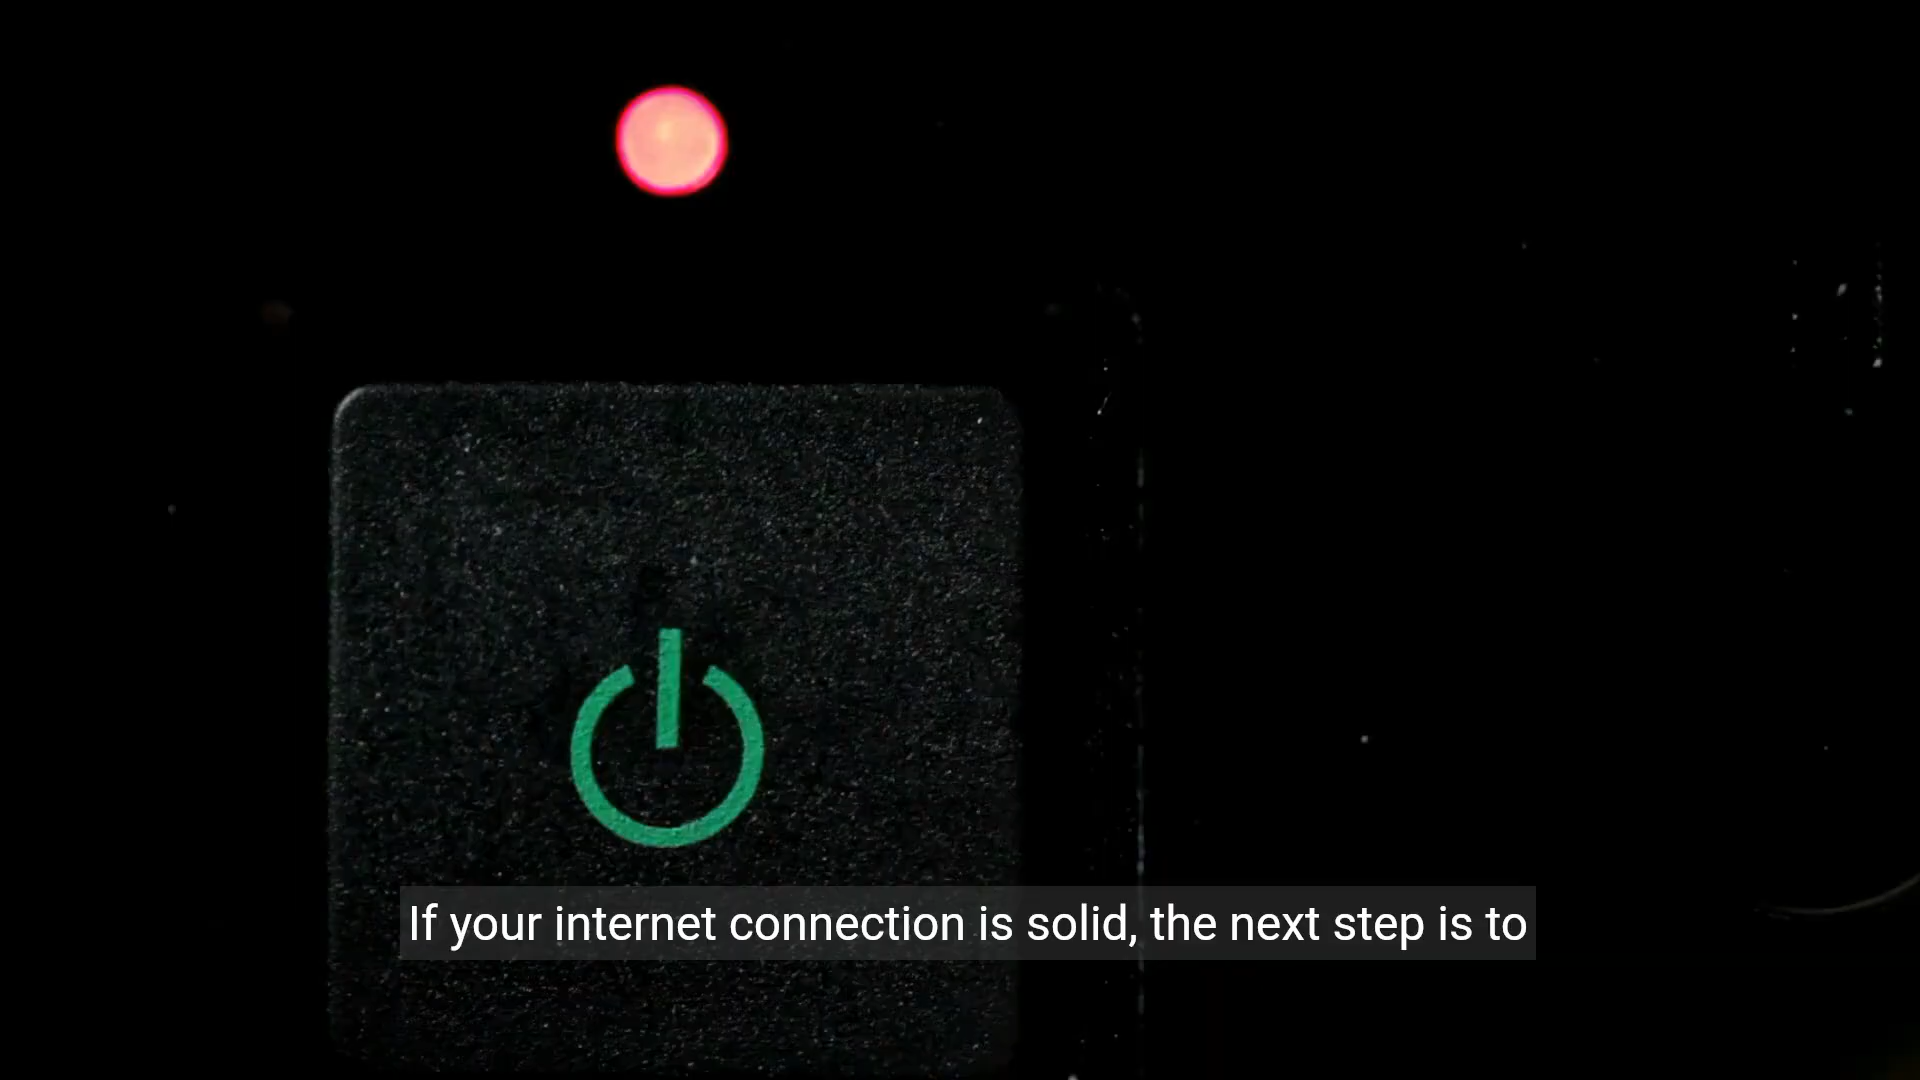 If your internet connection is solid, the next step is to